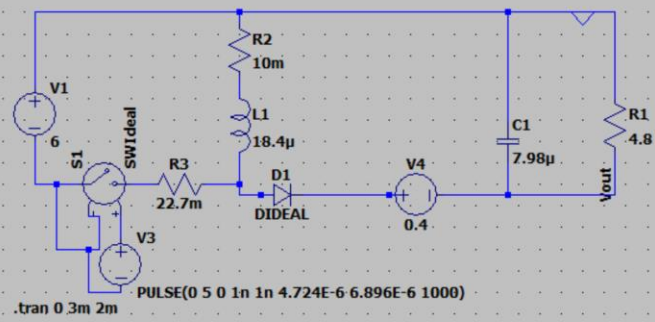 R2
10m
V1
6
S1
SWIdeal
L1
18.4µ
R3
22.7m
D1
DIDEAL
V4
0.4
C1
7.98µ
R1
4.8
Vout
V3
PULSE(0 5 0 1n 1n 4.724E-6 6.896E-6 1000)
.tran 0 3m 2m